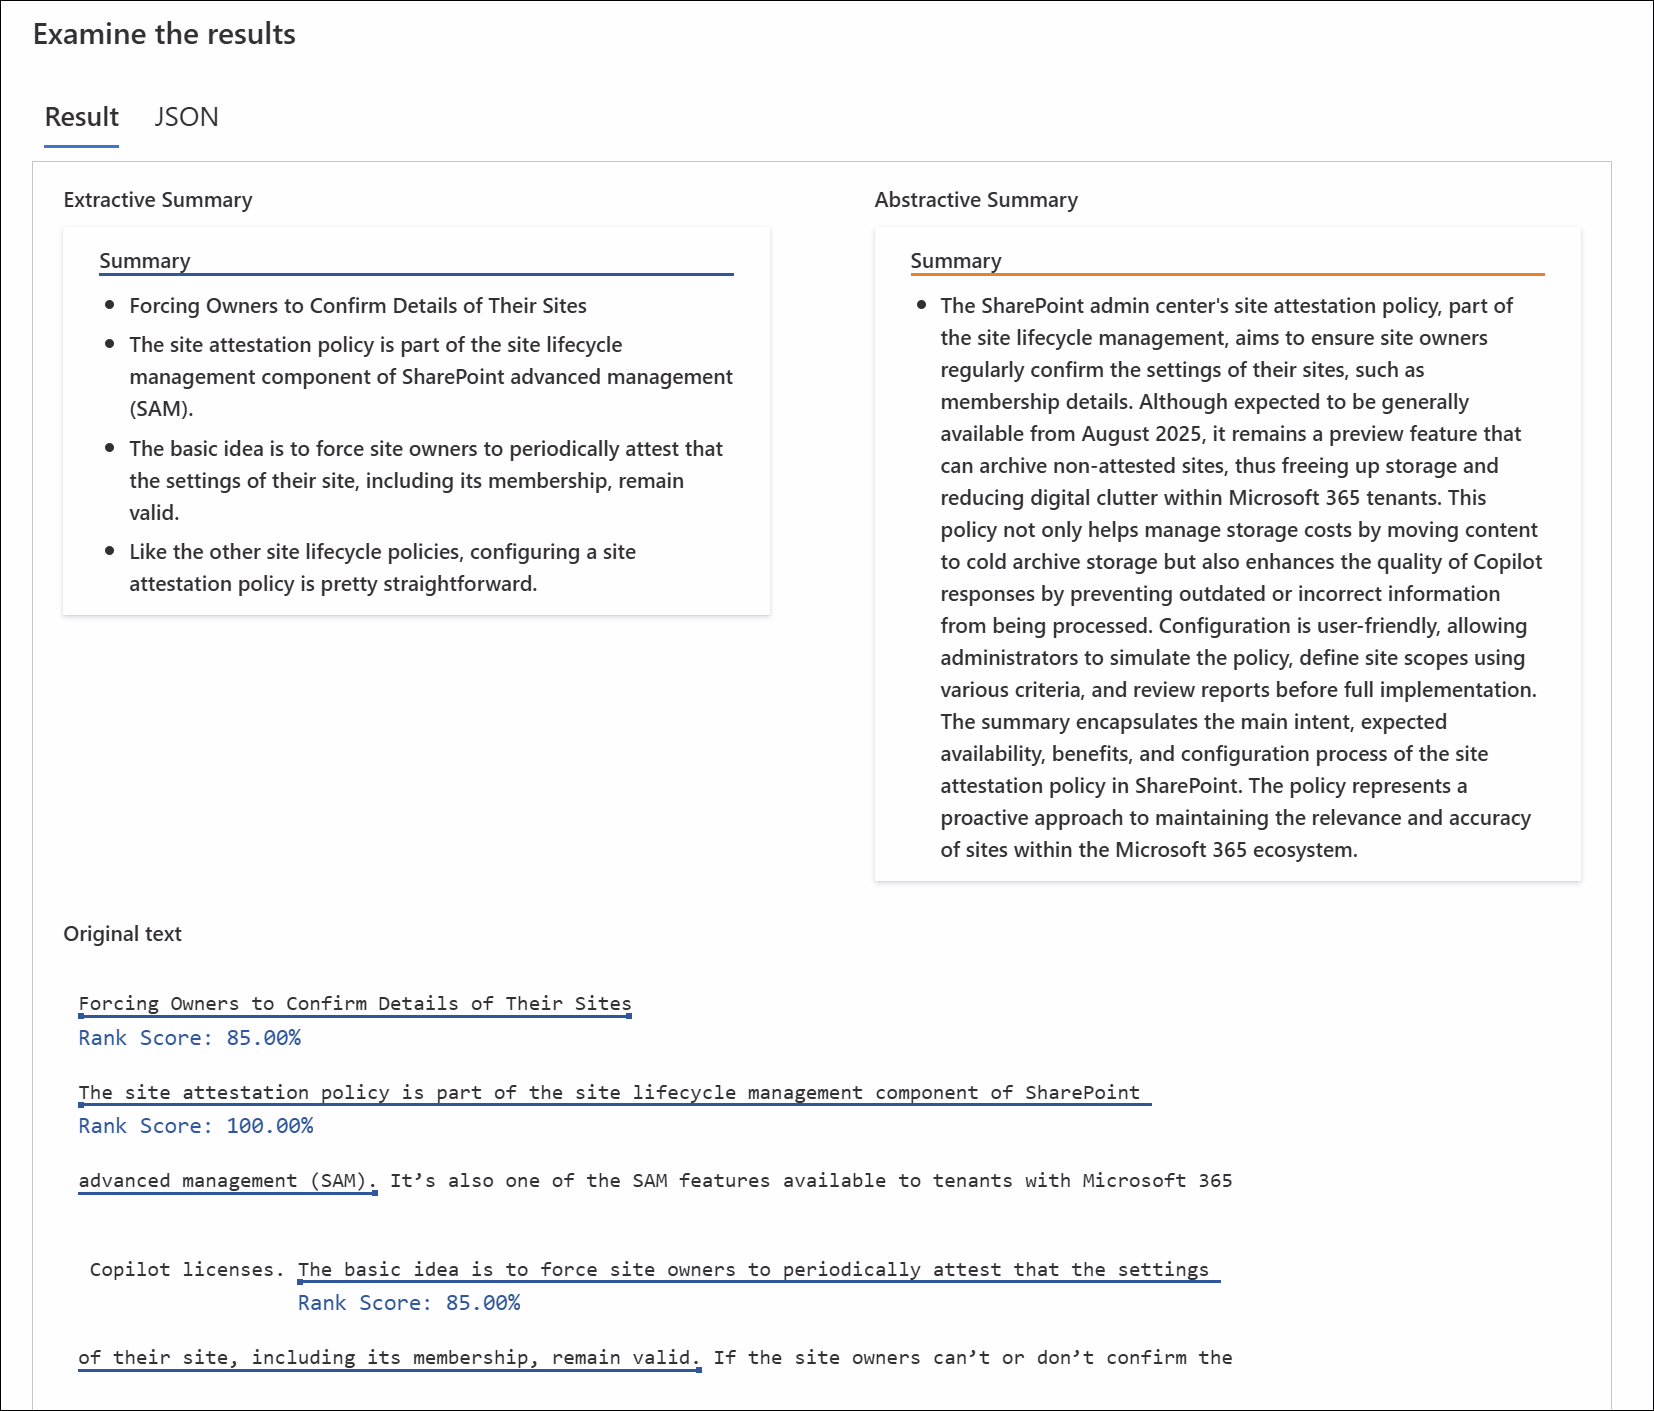 Examine the results
Result JSON
Extractive Summary
Summary
• Forcing Owners to Confirm Details of Their Sites
• The site attestation policy is part of the site lifecycle
management component of SharePoint advanced management
(SAM).
• The basic idea is to force site owners to periodically attest that
the settings of their site, including its membership, remain
valid.
• Like the other site lifecycle policies, configuring a site
attestation policy is pretty straightforward.
Abstractive Summary
Summary
• The SharePoint admin center's site attestation policy, part of
the site lifecycle management, aims to ensure site owners
regularly confirm the settings of their sites, such as
membership details. Although expected to be generally
available from August 2025, it remains a preview feature that
can archive non-attested sites, thus freeing up storage and
reducing digital clutter within Microsoft 365 tenants. This
policy not only helps manage storage costs by moving content
to cold archive storage but also enhances the quality of Copilot
responses by preventing outdated or incorrect information
from being processed. Configuration is user-friendly, allowing
administrators to simulate the policy, define site scopes using
various criteria, and review reports before full implementation.
The summary encapsulates the main intent, expected
availability, benefits, and configuration process of the site
attestation policy in SharePoint. The policy represents a
proactive approach to maintaining the relevance and accuracy
of sites within the Microsoft 365 ecosystem.
Original text
Forcing Owners to Confirm Details of Their Sites
Rank Score: 85.00%
The site attestation policy is part of the site lifecycle management component of SharePoint
Rank Score: 100.00%
advanced management (SAM). It’s also one of the SAM features available to tenants with Microsoft 365
Copilot licenses. The basic idea is to force site owners to periodically attest that the settings
Rank Score: 85.00%
of their site, including its membership, remain valid. If the site owners can’t or don’t confirm the